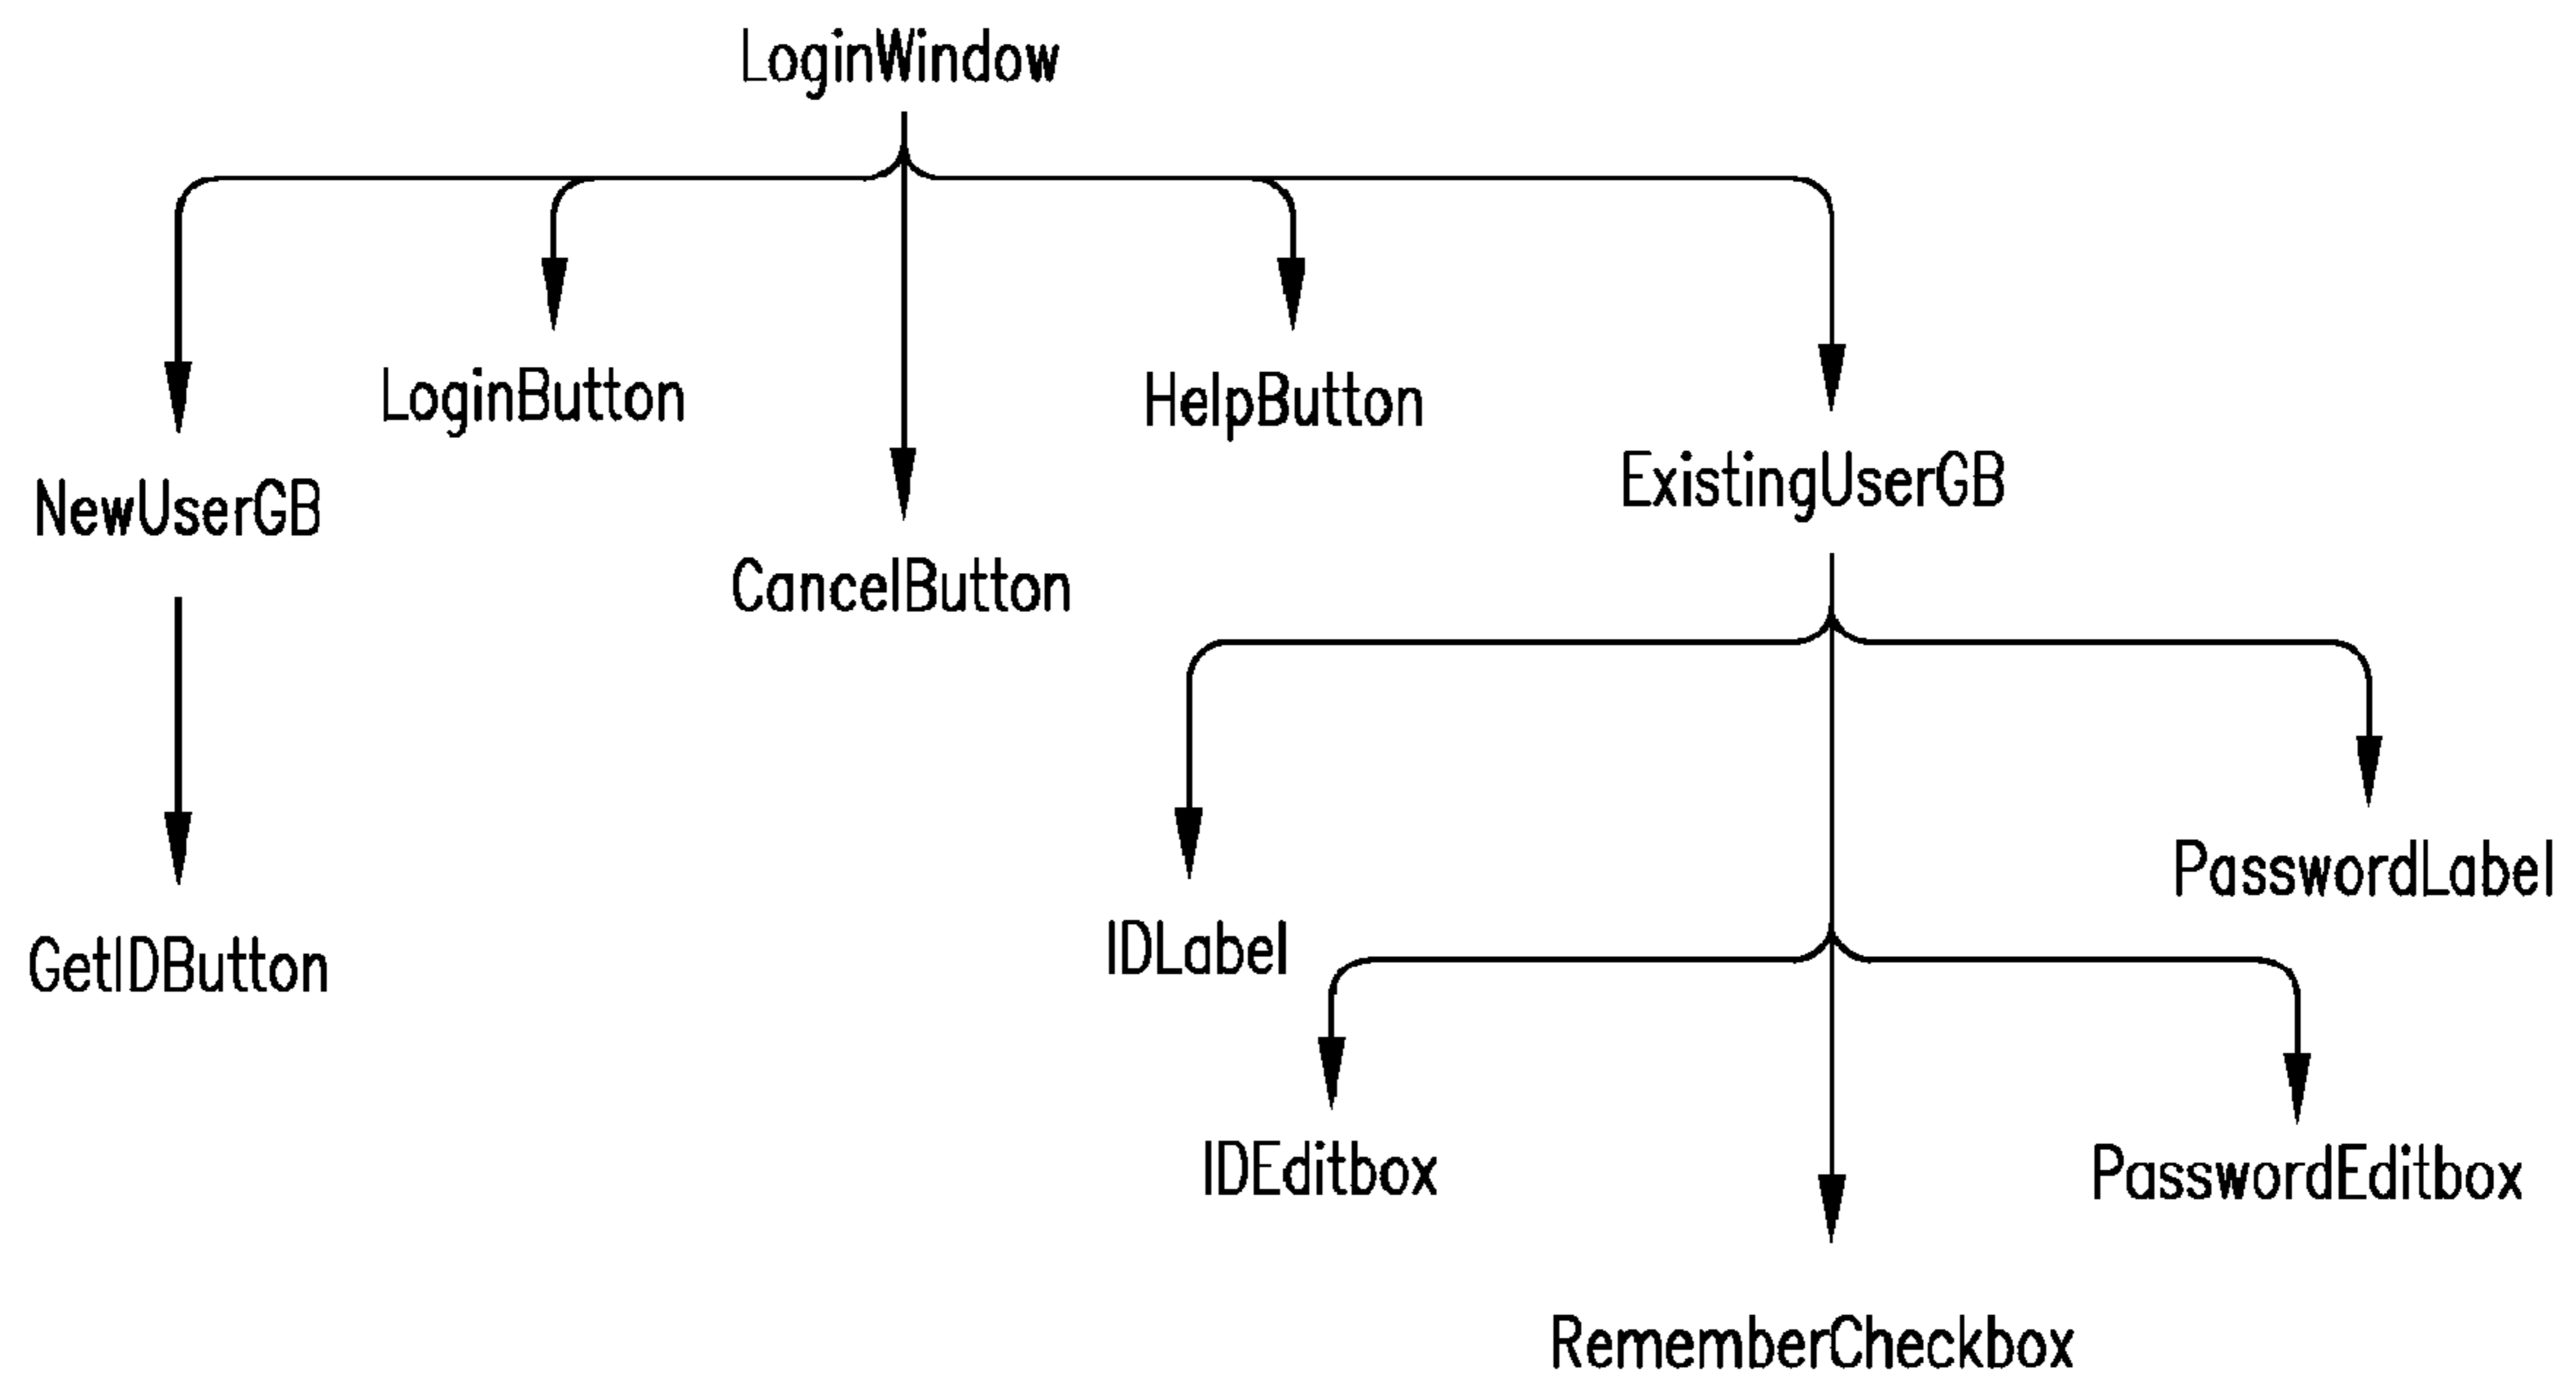 LoginWindow
LoginButton
HelpButton
NewUserGB
ExistingUserGB
CancelButton
PasswordLabel
IDLabel
GetIDButton
IDEditbox
PasswordEditbox
RememberCheckbox